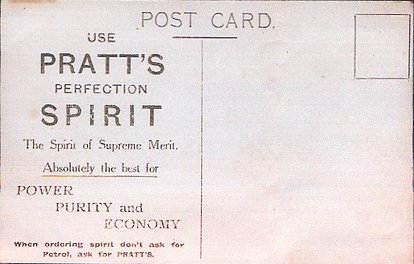 POST CARD.
USE
PRATT'S
PERFECTION
SPIRIT
The Spirit of Supreme Merit.
Absolutely the best for
POWER
PURITY and
ECONOMY
When ordering spirit don't ask for
Petrol, ask for PRATT'S.